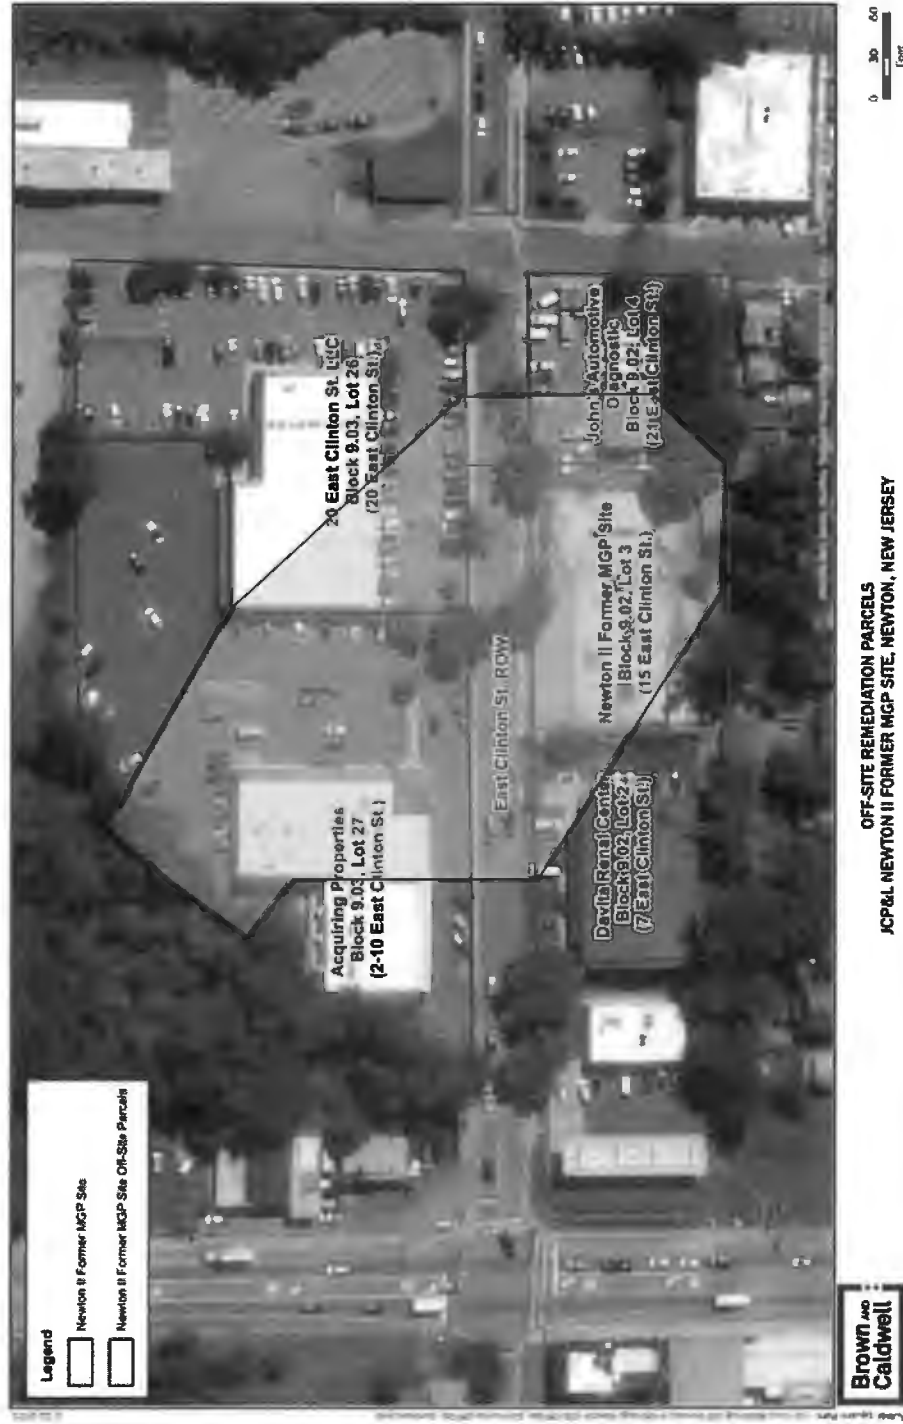 Legend
Newton II Former MGP Site
Newton II Former MGP Site Off-Site Parcels
Acquiring Properties
Block 9.03, Lot 27
(2-10 East Clinton St.)
20 East Clinton St. LLC
Block 9.03, Lot 26
(20 East Clinton St.)
East Clinton St. ROW
Davita Renal Center
Block 9.02, Lot 2
(7 East Clinton St.)
Newton II Former MGP Site
Block 9.02, Lot 3
(15 East Clinton St.)
John's Automotive
Diagnostic
Block 9.02, Lot 4
(21 East Clinton St.)
Brown AND
Caldwell
OFF-SITE REMEDIATION PARCELS
JCP&L NEWTON II FORMER MGP SITE, NEWTON, NEW JERSEY
0 30 60
Feet